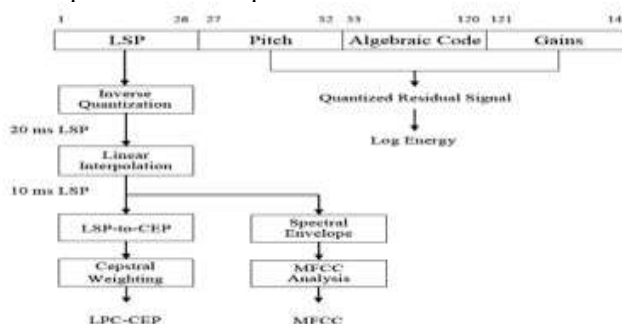 1 26 27 52 53 120 121 14
LSP Pitch Algebraic Code Gains
Inverse
Quantization
Quantized Residual Signal
20 ms LSP
Log Energy
Linear
Interpolation
10 ms LSP
LSP-to-CEP
Spectral
Envelope
Cepstral
Weighting
MFCC
Analysis
LPC-CEP
MFCC